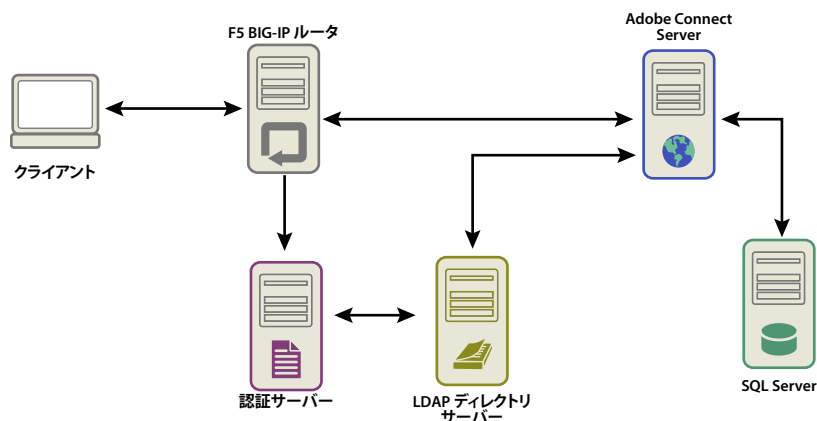 F5 BIG-IP ルータ
Adobe Connect
Server
クライアント
認証サーバー
LDAP ディレクトリ
サーバー
SQL Server